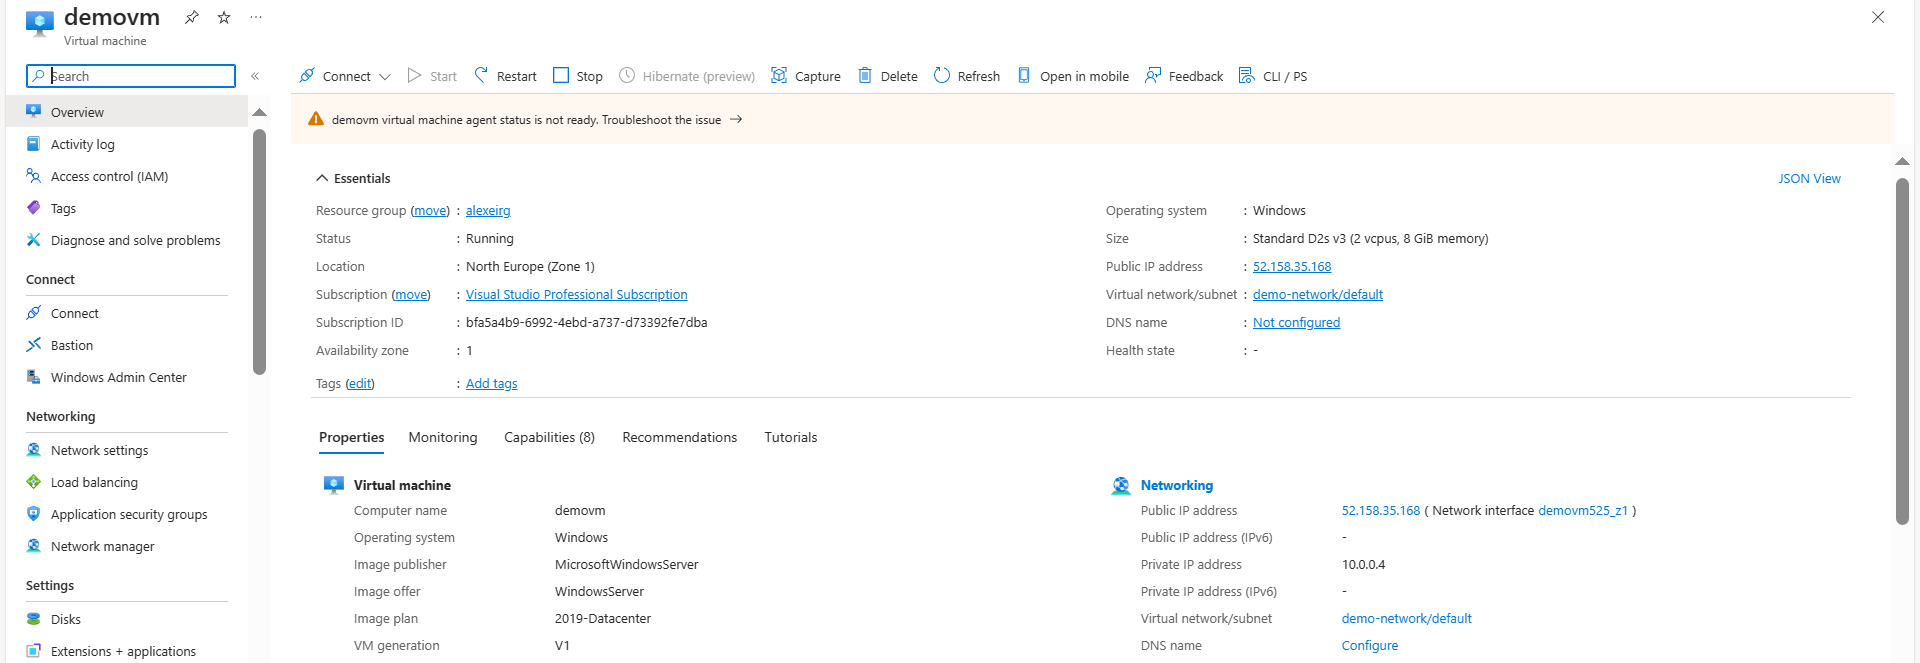 demovm
Virtual machine
Search
Connect Start Restart Stop Hibernate (preview) Capture Delete Refresh Open in mobile Feedback CLI / PS
demovm virtual machine agent status is not ready. Troubleshoot the issue →
Overview
Activity log
Access control (IAM)
Tags
Diagnose and solve problems
Connect
Connect
Bastion
Windows Admin Center
Networking
Network settings
Load balancing
Application security groups
Network manager
Settings
Disks
Extensions + applications
Essentials
JSON View
Resource group (move) : alexeirg
Status : Running
Location : North Europe (Zone 1)
Subscription (move) : Visual Studio Professional Subscription
Subscription ID : bfa5a4b9-6992-4ebd-a737-d73392fe7dba
Availability zone : 1
Tags (edit) : Add tags
Operating system : Windows
Size : Standard D2s v3 (2 vcpus, 8 GiB memory)
Public IP address : 52.158.35.168
Virtual network/subnet : demo-network/default
DNS name : Not configured
Health state : -
Properties Monitoring Capabilities (8) Recommendations Tutorials
Virtual machine
Computer name demovm
Operating system Windows
Image publisher MicrosoftWindowsServer
Image offer WindowsServer
Image plan 2019-Datacenter
VM generation V1
Networking
Public IP address 52.158.35.168 ( Network interface demovm525_z1 )
Public IP address (IPv6) -
Private IP address 10.0.0.4
Private IP address (IPv6) -
Virtual network/subnet demo-network/default
DNS name Configure